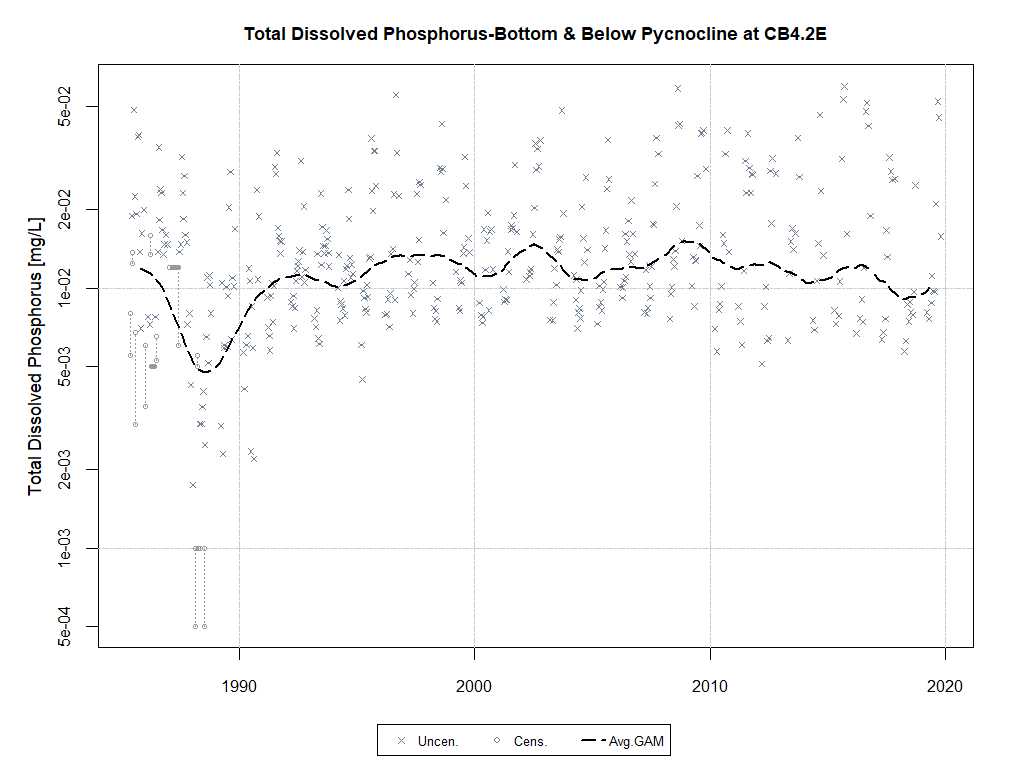 Total Dissolved Phosphorus-Bottom & Below Pycnocline at CB4.2E
Total Dissolved Phosphorus [mg/L]
5e-02
2e-02
1e-02
5e-03
2e-03
1e-03
5e-04
1990 2000 2010 2020
Uncen. Cens. Avg.GAM